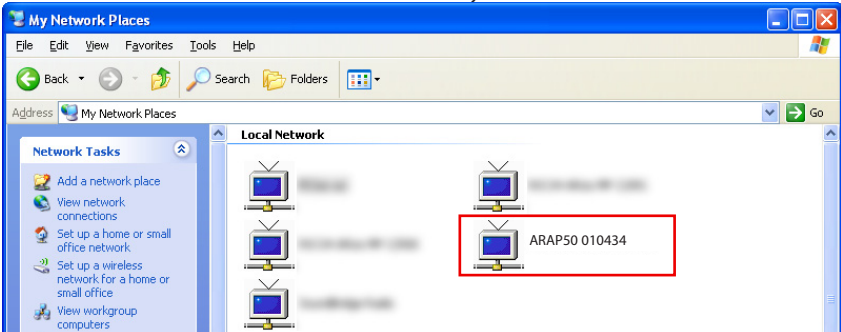 My Network Places
File Edit View Favorites Tools Help
Back Search Folders
Address My Network Places Go
Local Network
Network Tasks
Add a network place
View network
connections
Set up a home or small
office network
Set up a wireless
network for a home or
small office
View workgroup
computers
ARAP50 010434